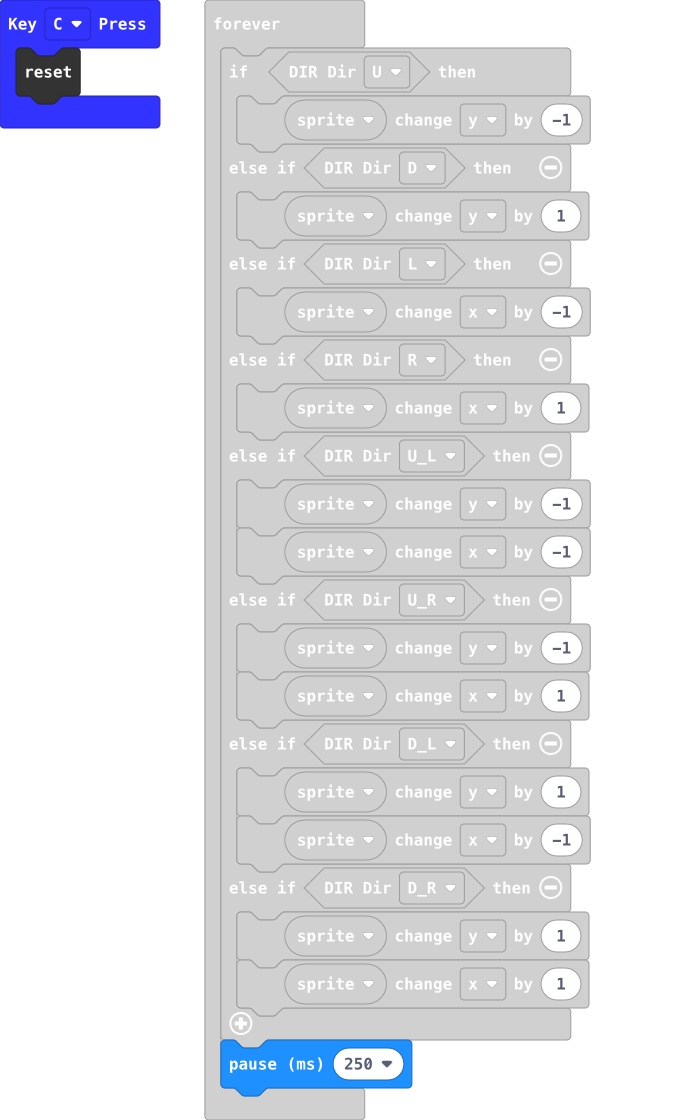 Key C Press
reset
forever
if DIR Dir U then
sprite change y by -1
else if DIR Dir D then
sprite change y by 1
else if DIR Dir L then
sprite change x by -1
else if DIR Dir R then
sprite change x by 1
else if DIR Dir U_L then
sprite change y by -1
sprite change x by -1
else if DIR Dir U_R then
sprite change y by -1
sprite change x by 1
else if DIR Dir D_L then
sprite change y by 1
sprite change x by -1
else if DIR Dir D_R then
sprite change y by 1
sprite change x by 1
pause (ms) 250